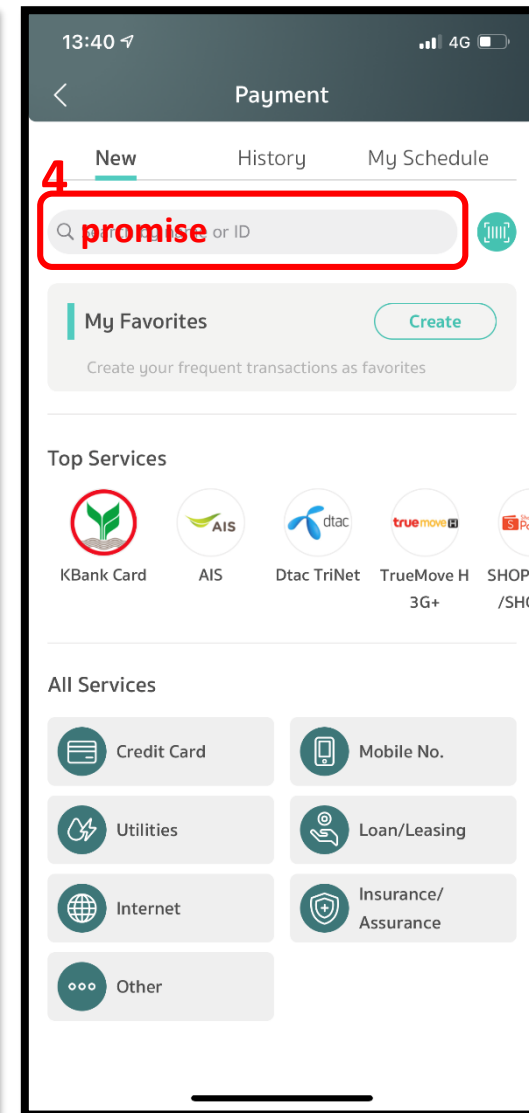 13:40 4G
Payment
New History My Schedule
4
promise or ID
My Favorites Create
Create your frequent transactions as favorites
Top Services
AIS dtac truemove H
KBank Card AIS Dtac TriNet TrueMove H SHOP
3G+ /SHO
All Services
Credit Card Mobile No.
Utilities Loan/Leasing
Internet Insurance/
Assurance
Other